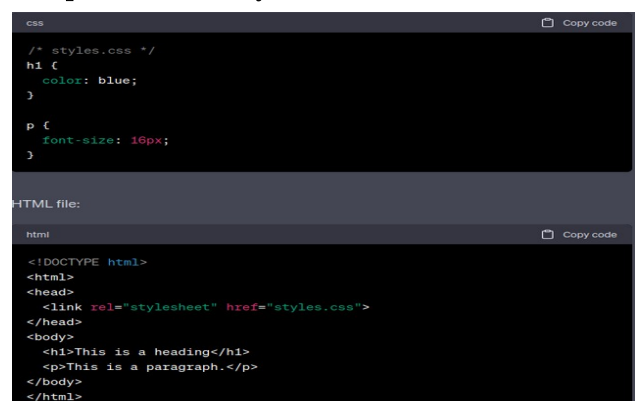 css
Copy code
/* styles.css */
h1 {
  color: blue;
}
p {
  font-size: 16px;
}
HTML file:
html
Copy code
<!DOCTYPE html>
<html>
<head>
  <link rel="stylesheet" href="styles.css">
</head>
<body>
  <h1>This is a heading</h1>
  <p>This is a paragraph.</p>
</body>
</html>